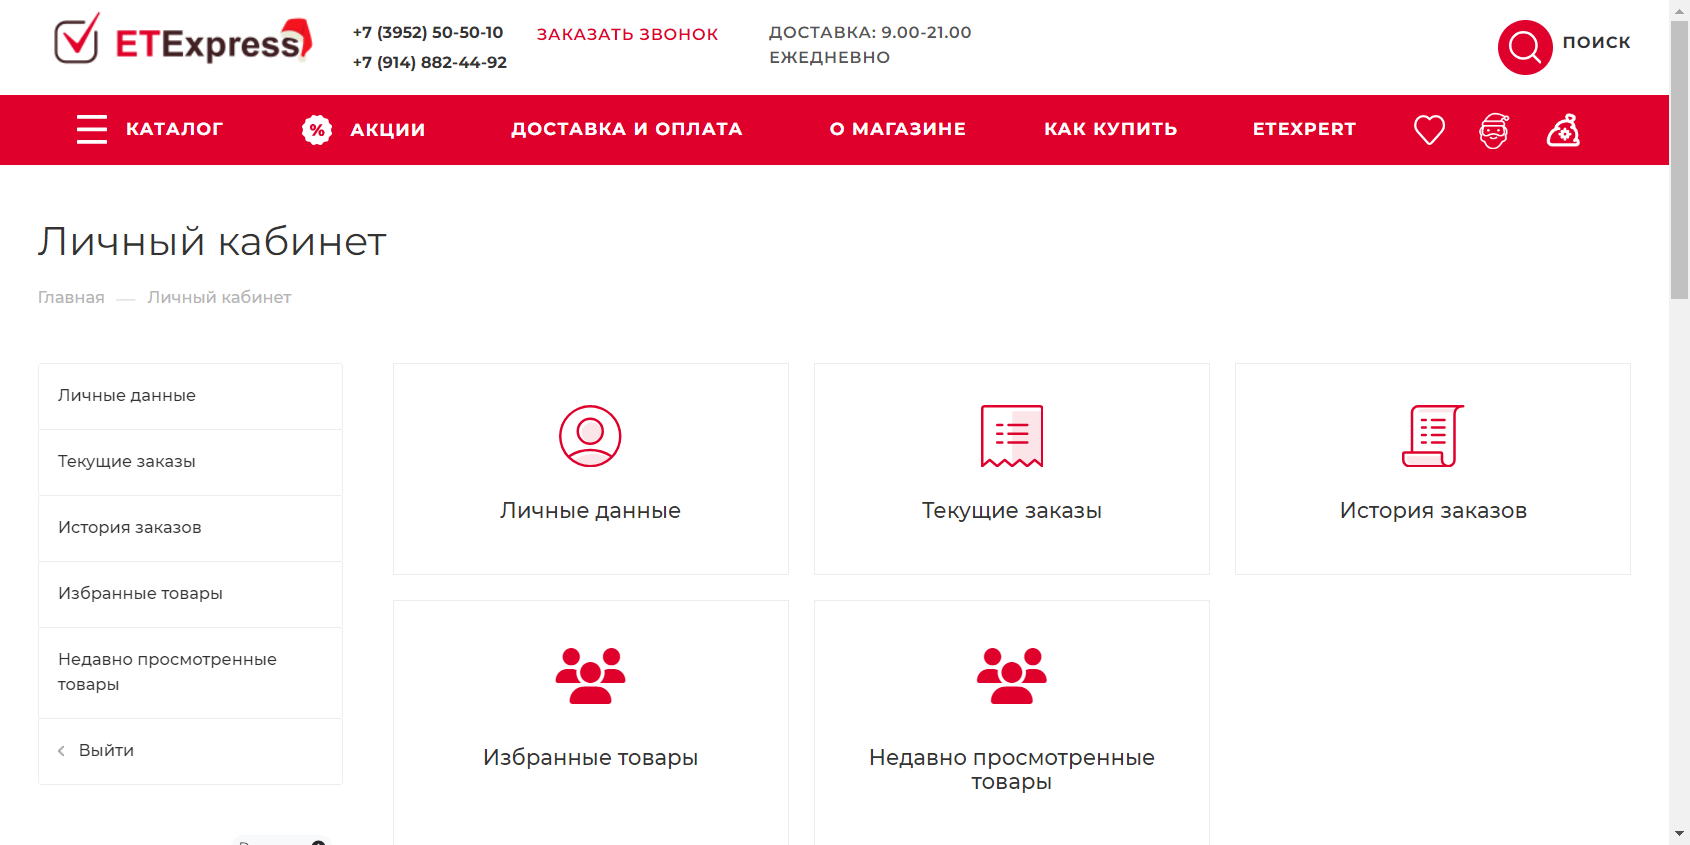 ETExpress
+7 (3952) 50-50-10
+7 (914) 882-44-92
ЗАКАЗАТЬ ЗВОНОК
ДОСТАВКА: 9.00-21.00
ЕЖЕДНЕВНО
ПОИСК
КАТАЛОГ
%
АКЦИИ
ДОСТАВКА И ОПЛАТА
О МАГАЗИНЕ
КАК КУПИТЬ
ETEXPERT
Личный кабинет
Главная — Личный кабинет
Личные данные
Текущие заказы
История заказов
Избранные товары
Недавно просмотренные
товары
Выйти
Личные данные
Текущие заказы
История заказов
Избранные товары
Недавно просмотренные
товары